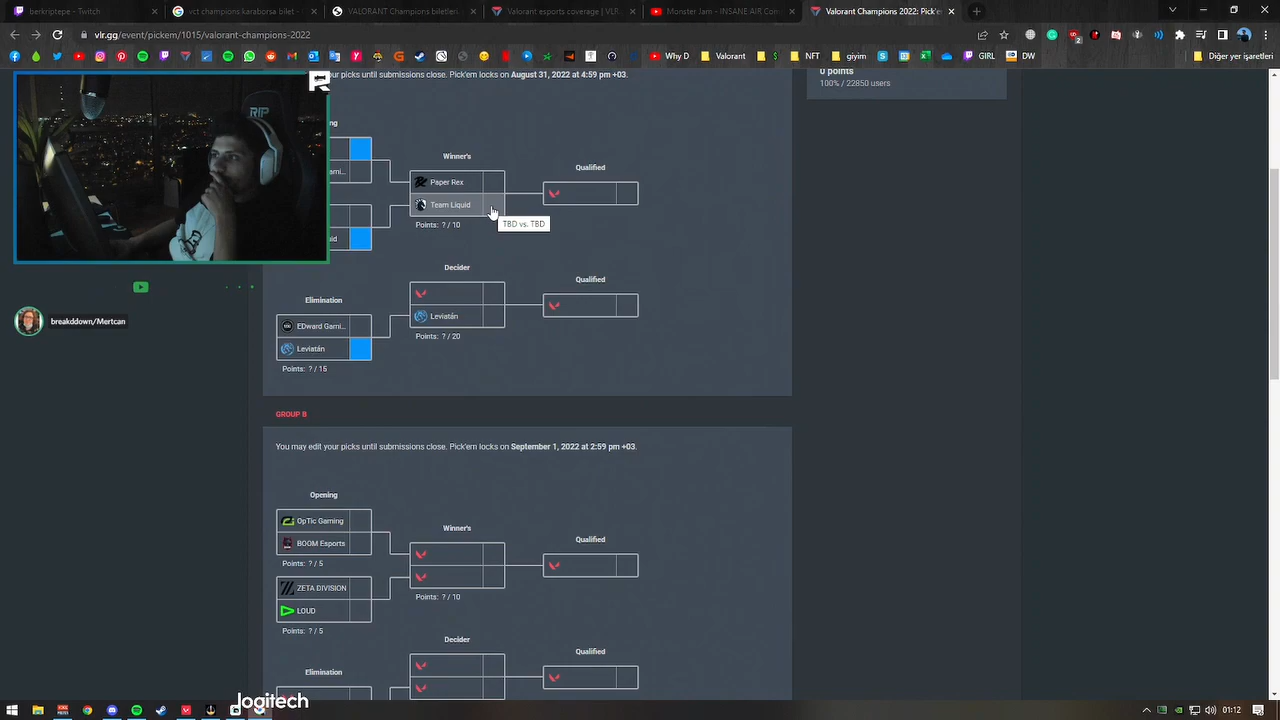 berkriptepe - Twitch
vct champions karaborsa bilet -
VALORANT Champions biletleri
Valorant esports coverage | VLR
Monster Jam - INSANE AIR Com
Valorant Champions 2022: Pick'er
vlr.gg/event/pickem/1015/valorant-champions-2022
Why D
Valorant
NFT
giyim
GIRL
DW
Diğer yer işaretleri
r picks until submissions close. Pick'em locks on August 31, 2022 at 4:59 pm +03.
0 points
100% / 22850 users
RIP
Winner's
Qualified
Paper Rex
Team Liquid
TBD vs. TBD
Points: ? / 10
Decider
Qualified
Elimination
EDward Gami...
Leviatán
Leviatán
Points: ? / 20
Points: ? / 15
breakddown/Mertcan
GROUP B
You may edit your picks until submissions close. Pick'em locks on September 1, 2022 at 2:59 pm +03.
Opening
OpTic Gaming
BOOM Esports
Points: ? / 5
ZETA DIVISION
LOUD
Points: ? / 5
Winner's
Qualified
Points: ? / 10
Decider
Qualified
Elimination
logitech
01:12